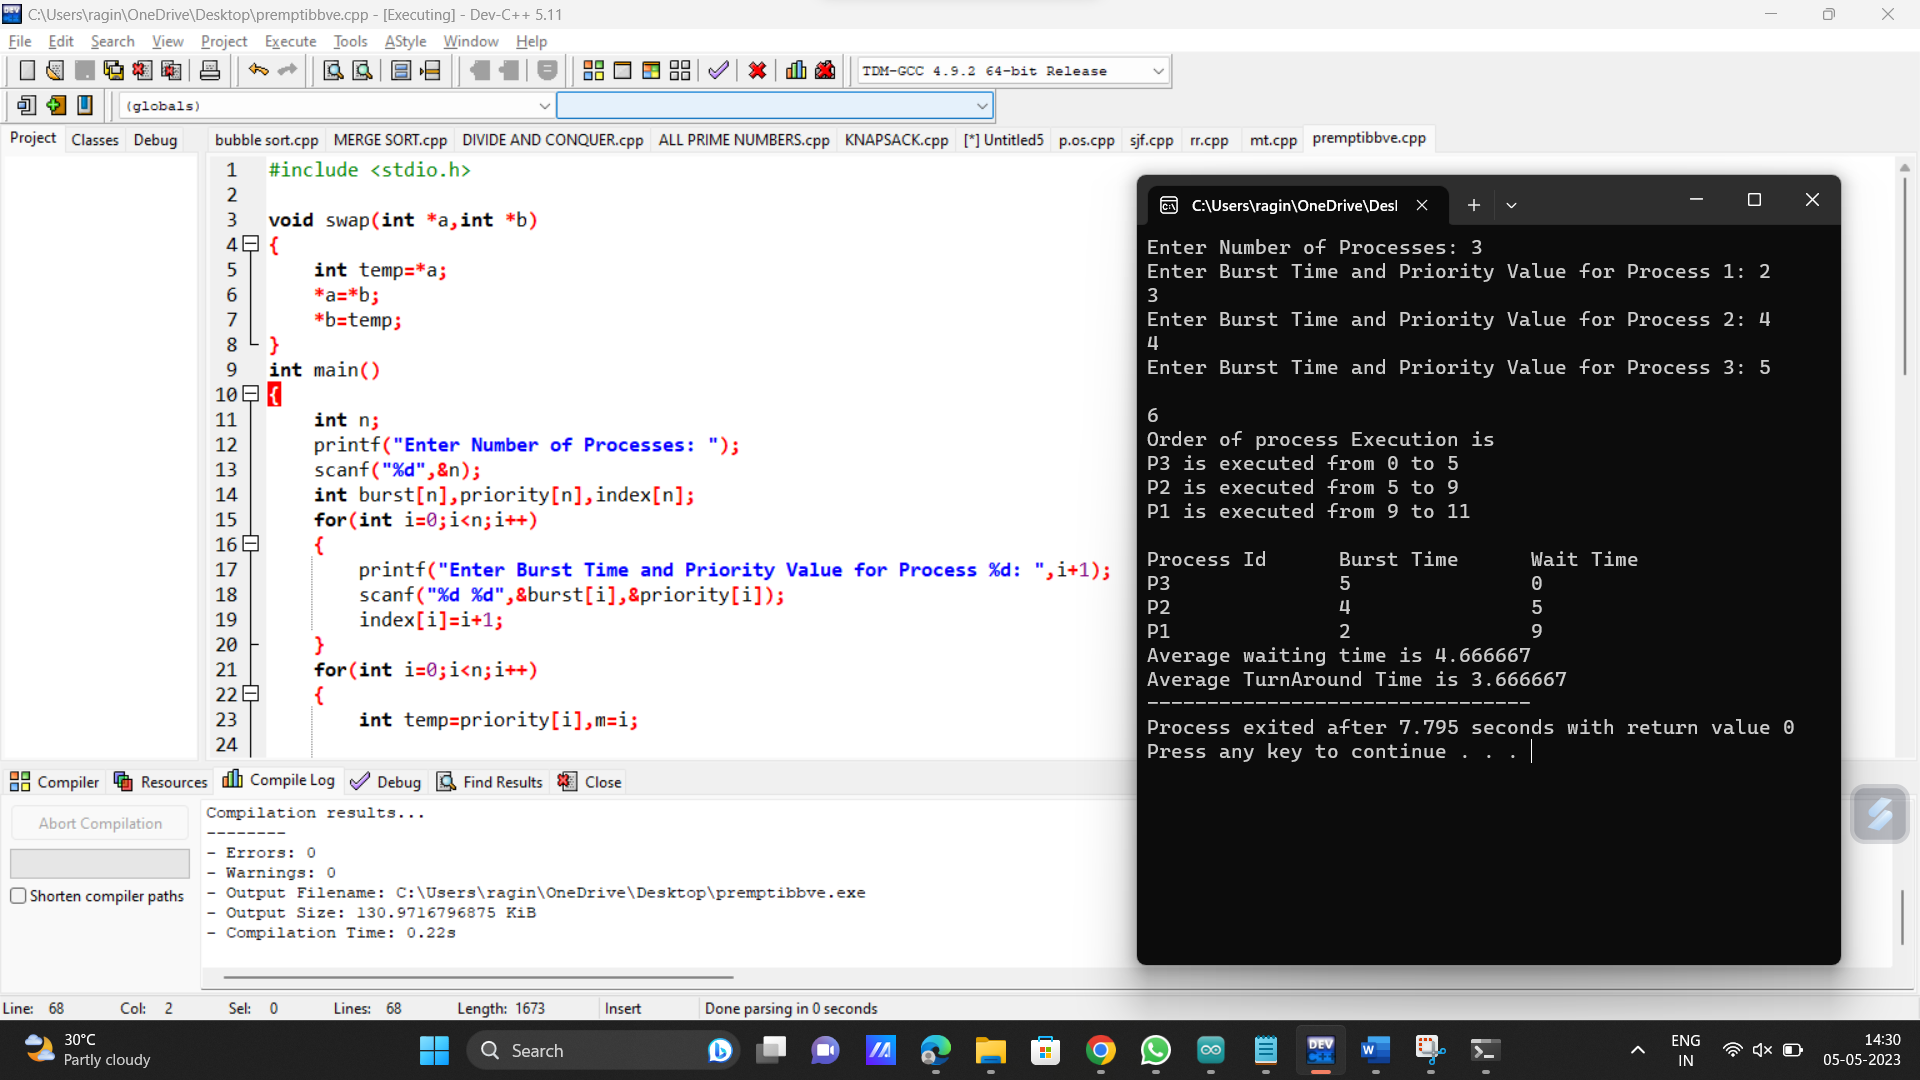 C:\Users\ragin\OneDrive\Desktop\premptibbve.cpp - [Executing] - Dev-C++ 5.11
File Edit Search View Project Execute Tools AStyle Window Help
TDM-GCC 4.9.2 64-bit Release
(globals)
Project Classes Debug
bubble sort.cpp MERGE SORT.cpp DIVIDE AND CONQUER.cpp ALL PRIME NUMBERS.cpp KNAPSACK.cpp [*] Untitled5 p.os.cpp sjf.cpp rr.cpp mt.cpp premptibbve.cpp
1 #include <stdio.h>
2
3 void swap(int *a,int *b)
4 {
5 int temp=*a;
6 *a=*b;
7 *b=temp;
8 }
9 int main()
10 {
11 int n;
12 printf("Enter Number of Processes: ");
13 scanf("%d",&n);
14 int burst[n],priority[n],index[n];
15 for(int i=0;i<n;i++)
16 {
17 printf("Enter Burst Time and Priority Value for Process %d: ",i+1);
18 scanf("%d %d",&burst[i],&priority[i]);
19 index[i]=i+1;
20 }
21 for(int i=0;i<n;i++)
22 {
23 int temp=priority[i],m=i;
24
C:\Users\ragin\OneDrive\Desl
Enter Number of Processes: 3
Enter Burst Time and Priority Value for Process 1: 2
3
Enter Burst Time and Priority Value for Process 2: 4
4
Enter Burst Time and Priority Value for Process 3: 5
6
Order of process Execution is
P3 is executed from 0 to 5
P2 is executed from 5 to 9
P1 is executed from 9 to 11
Process Id Burst Time Wait Time
P3 5 0
P2 4 5
P1 2 9
Average waiting time is 4.666667
Average TurnAround Time is 3.666667
--------------------------------
Process exited after 7.795 seconds with return value 0
Press any key to continue . . .
Compiler Resources Compile Log Debug Find Results Close
Abort Compilation
Shorten compiler paths
Compilation results...
--------
- Errors: 0
- Warnings: 0
- Output Filename: C:\Users\ragin\OneDrive\Desktop\premptibbve.exe
- Output Size: 130.9716796875 KiB
- Compilation Time: 0.22s
Line: 68 Col: 2 Sel: 0 Lines: 68 Length: 1673 Insert Done parsing in 0 seconds
30°C
Partly cloudy
Search
DEV
C++
W
ENG
IN
14:30
05-05-2023